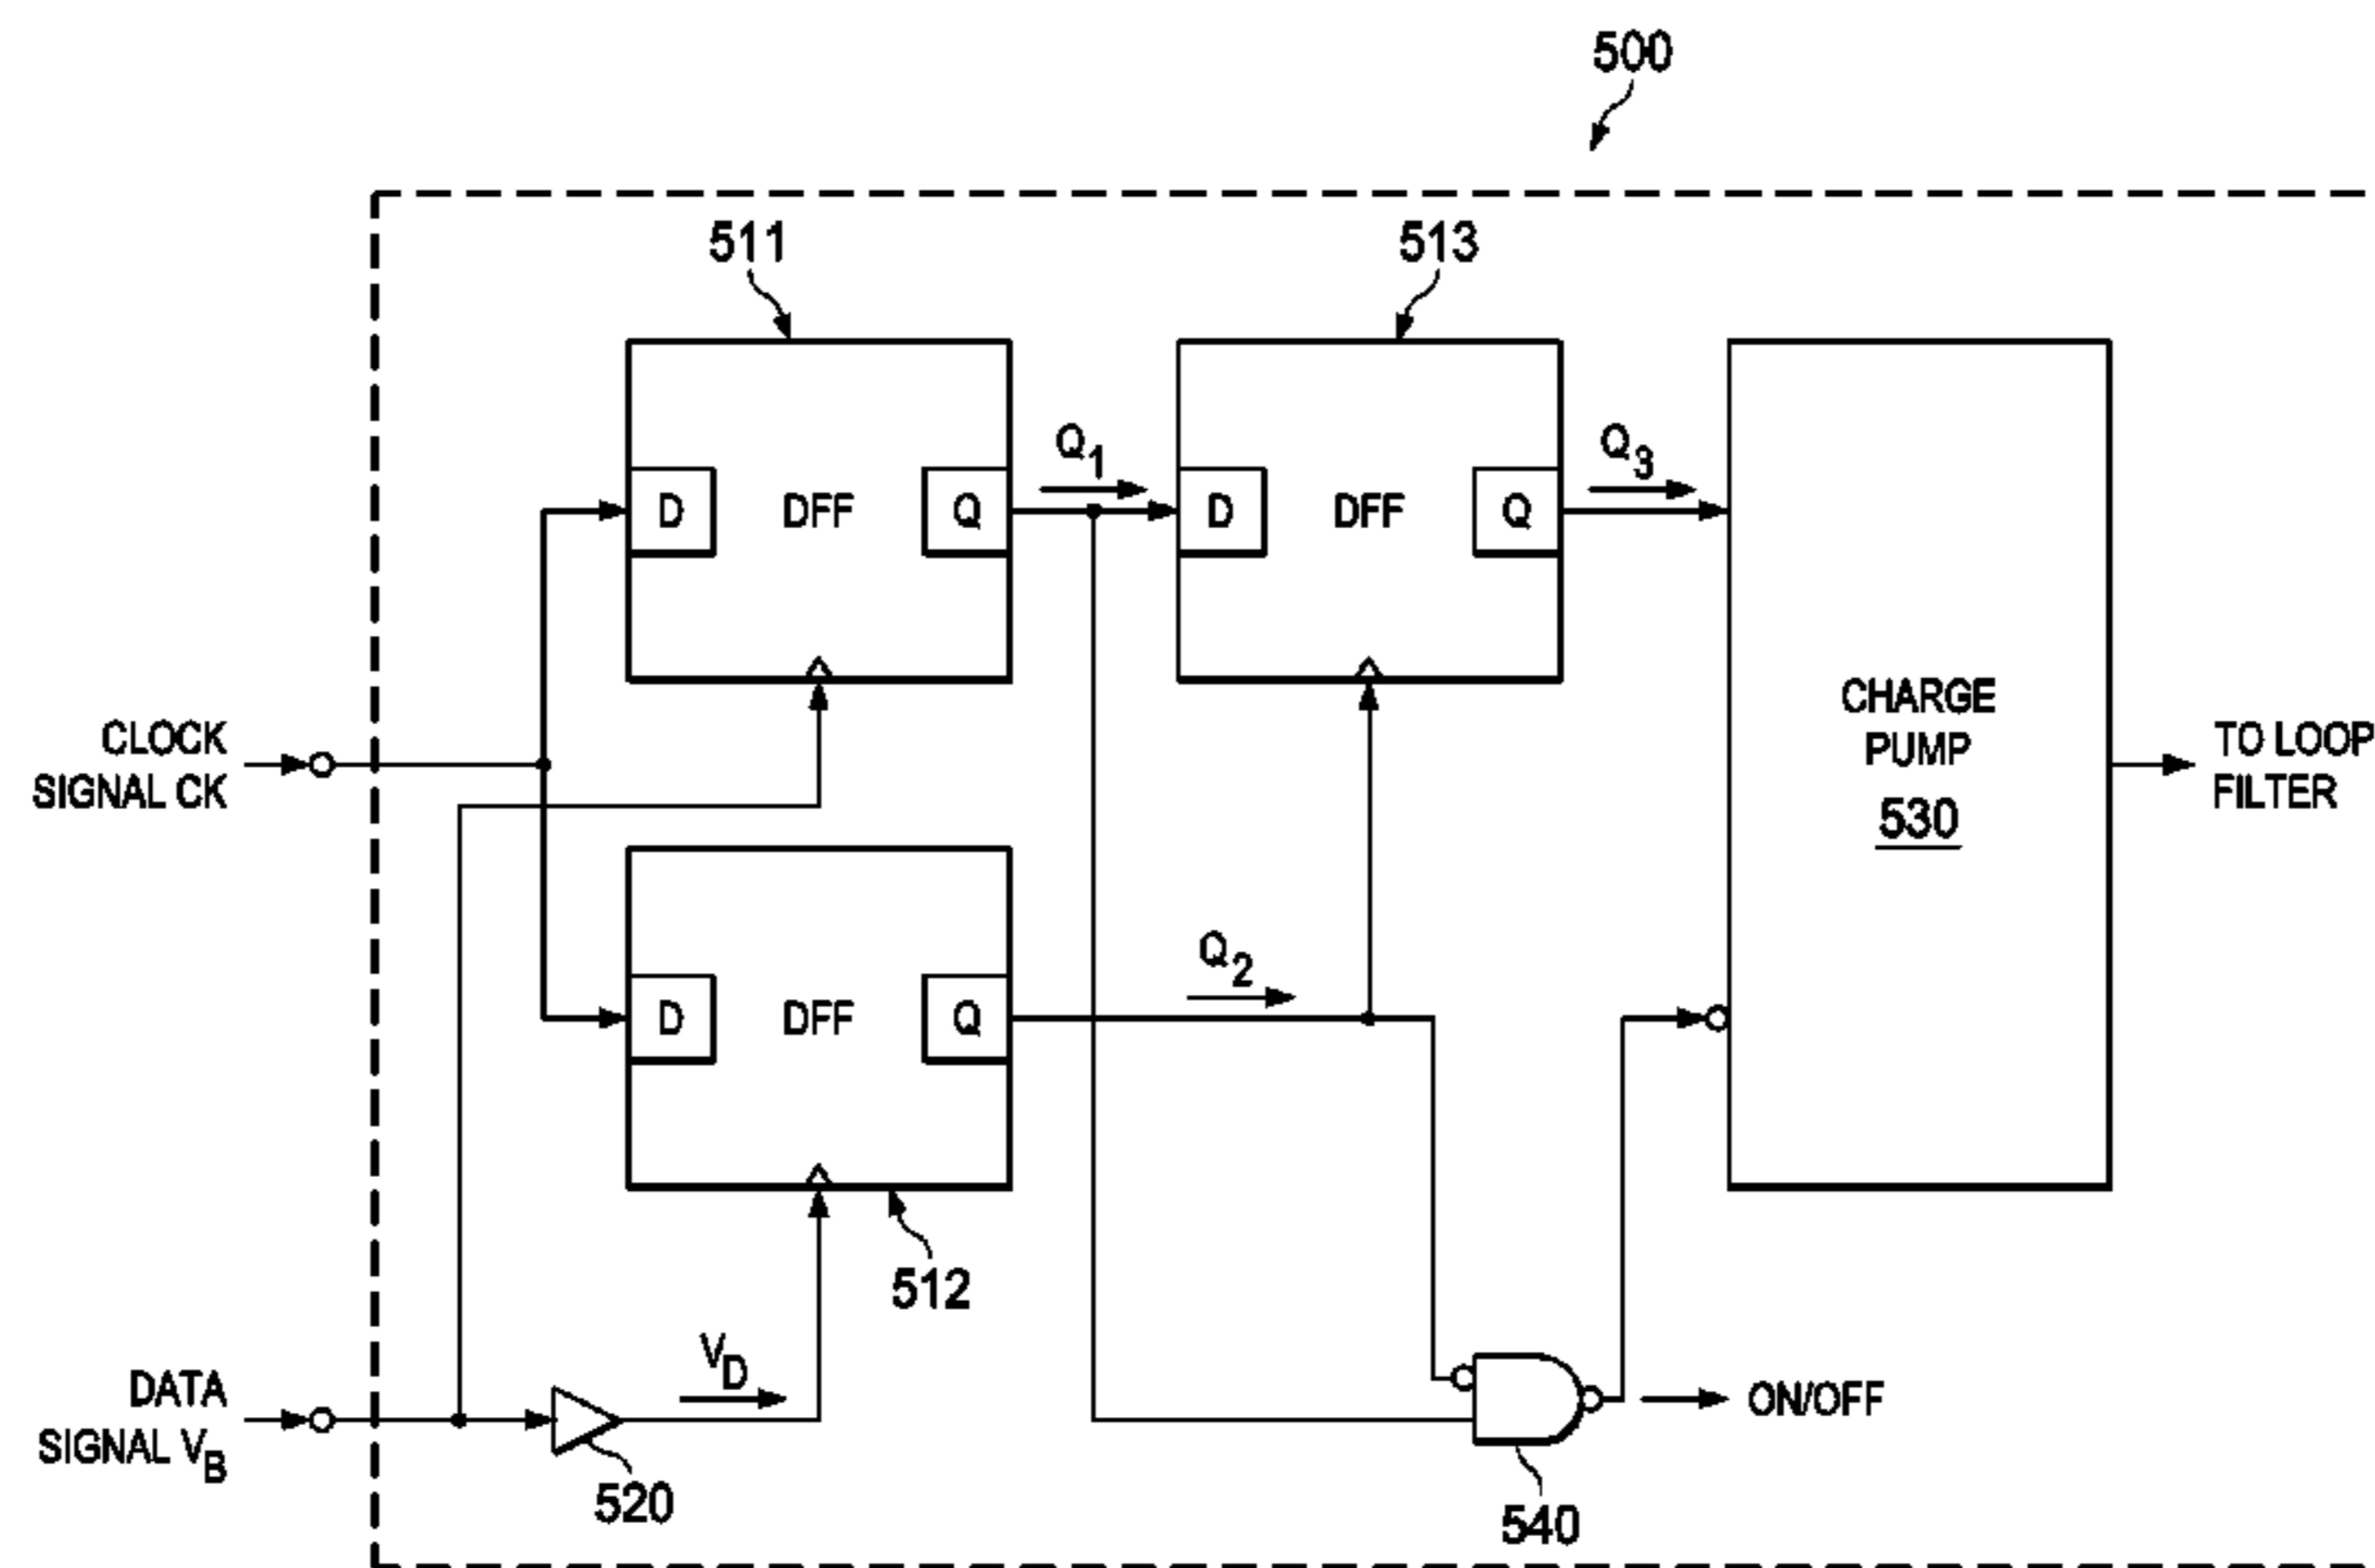 500
511
513
D DFF Q
Q1
D DFF Q
Q3
CLOCK
SIGNAL CK
CHARGE
PUMP
530
TO LOOP
FILTER
D DFF Q
Q2
512
DATA
SIGNAL VB
VD
520
ON/OFF
540